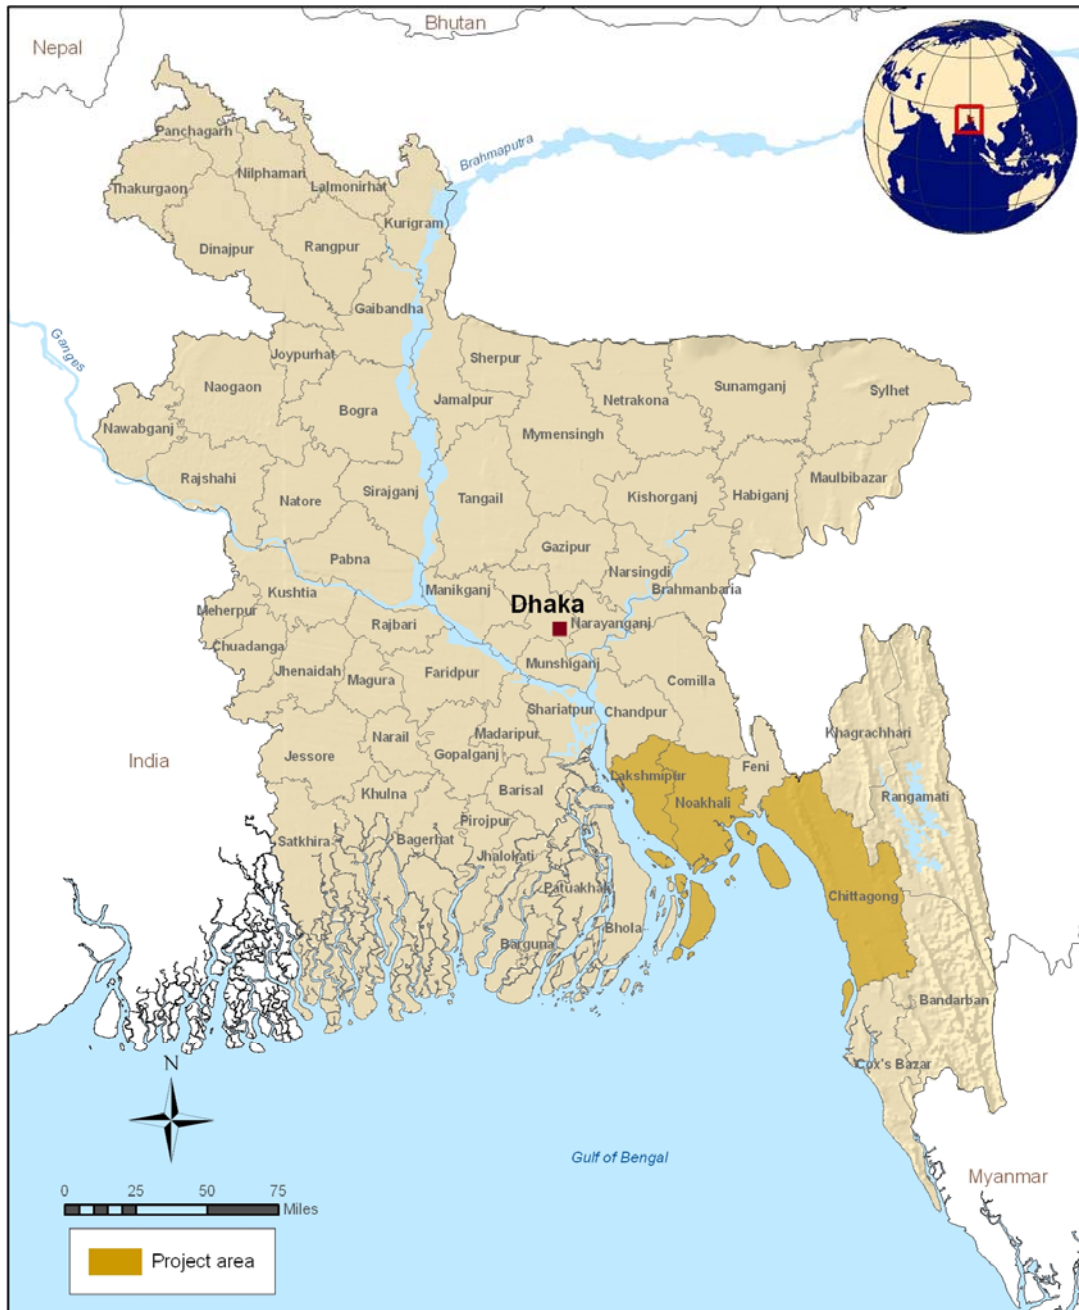 Bhutan
Nepal
Panchagarh
Brahmaputra
Nilphamari
Lalmonirhat
Thakurgaon
Kurigram
Dinajpur
Rangpur
Gaibandha
Ganges
Joypurhat
Sherpur
Naogaon
Sunamganj
Sylhet
Jamalpur
Netrakona
Bogra
Nawabganj
Mymensingh
Rajshahi
Sirajganj
Maulbibazar
Natore
Tangail
Kishorganj
Habiganj
Gazipur
Pabna
Narsingdi
Kushtia
Manikganj
Brahmanbaria
Meherpur
Dhaka
Rajbari
Narayanganj
Chuadanga
Jhenaidah
Magura
Faridpur
Munshiganj
Comilla
Shariatpur
Chandpur
Narail
Madaripur
Khagrachhari
Jessore
Gopalganj
India
Feni
Lakshmipur
Khulna
Barisal
Noakhali
Rangamati
Pirojpur
Satkhira
Bagerhat
Jhalokati
Patuakhali
Chittagong
Barguna
Bhola
Bandarban
Cox's Bazar
N
Gulf of Bengal
Myanmar
0 25 50 75
Miles
Project area